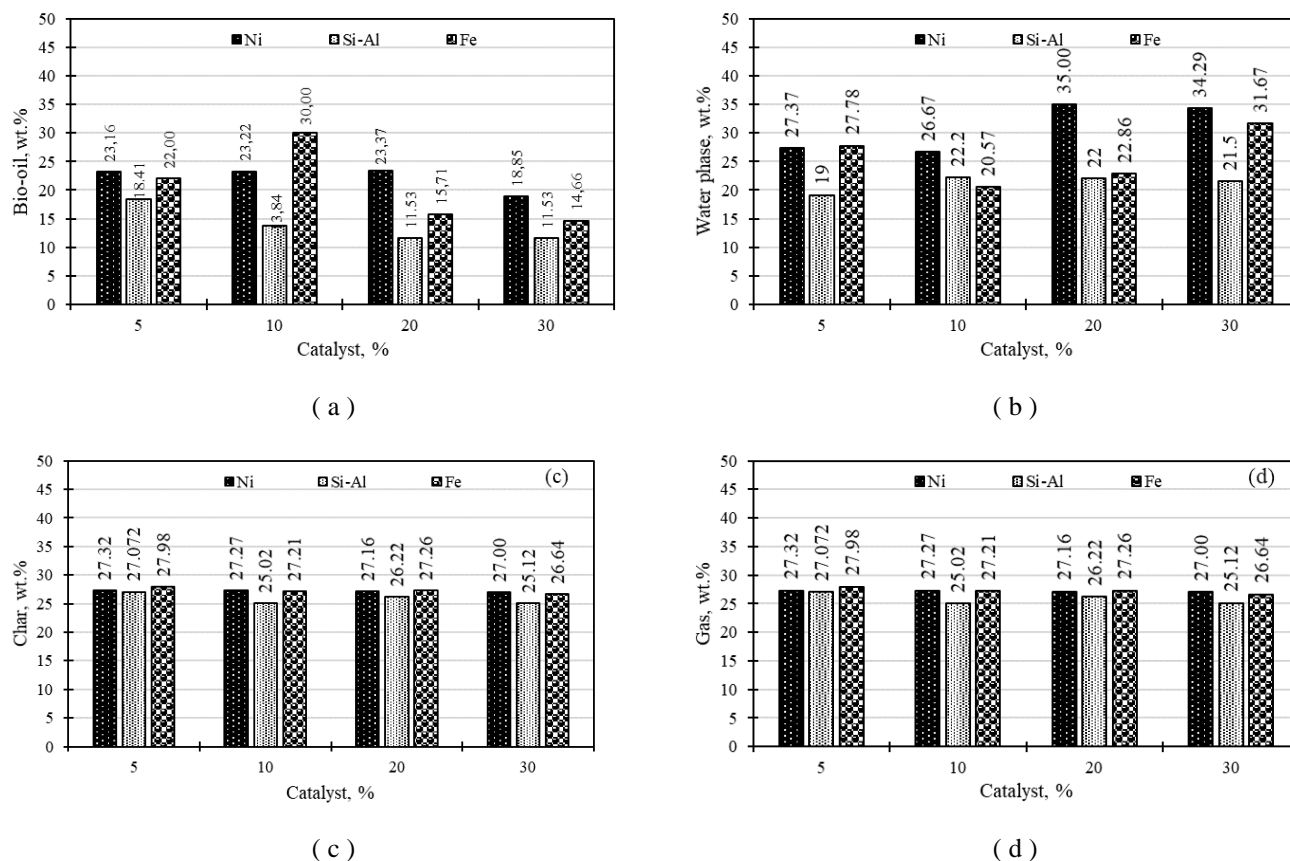 50
45
40
35
30
25
20
15
10
5
0
Bio-oil, wt.%
Ni Si-Al Fe
23,16 18.41 22,00
23,22 3,84 30,00
23,37 11.53 15,71
18,85 11.53 14,66
5 10 20 30
Catalyst, %
( a )
50
45
40
35
30
25
20
15
10
5
0
Water phase, wt.%
Ni Si-Al Fe
27.37 19 27.78
26.67 22.2 20.57
35.00 22 22.86
34.29 21.5 31.67
5 10 20 30
Catalyst, %
( b )
50
45
40
35
30
25
20
15
10
5
0
Char, wt.%
Ni Si-Al Fe
(c)
27.32 27.072 27.98
27.27 25.02 27.21
27.16 26.22 27.26
27.00 25.12 26.64
5 10 20 30
Catalyst, %
( c )
50
45
40
35
30
25
20
15
10
5
0
Gas, wt.%
Ni Si-Al Fe
(d)
27.32 27.072 27.98
27.27 25.02 27.21
27.16 26.22 27.26
27.00 25.12 26.64
5 10 20 30
Catalyst, %
( d )